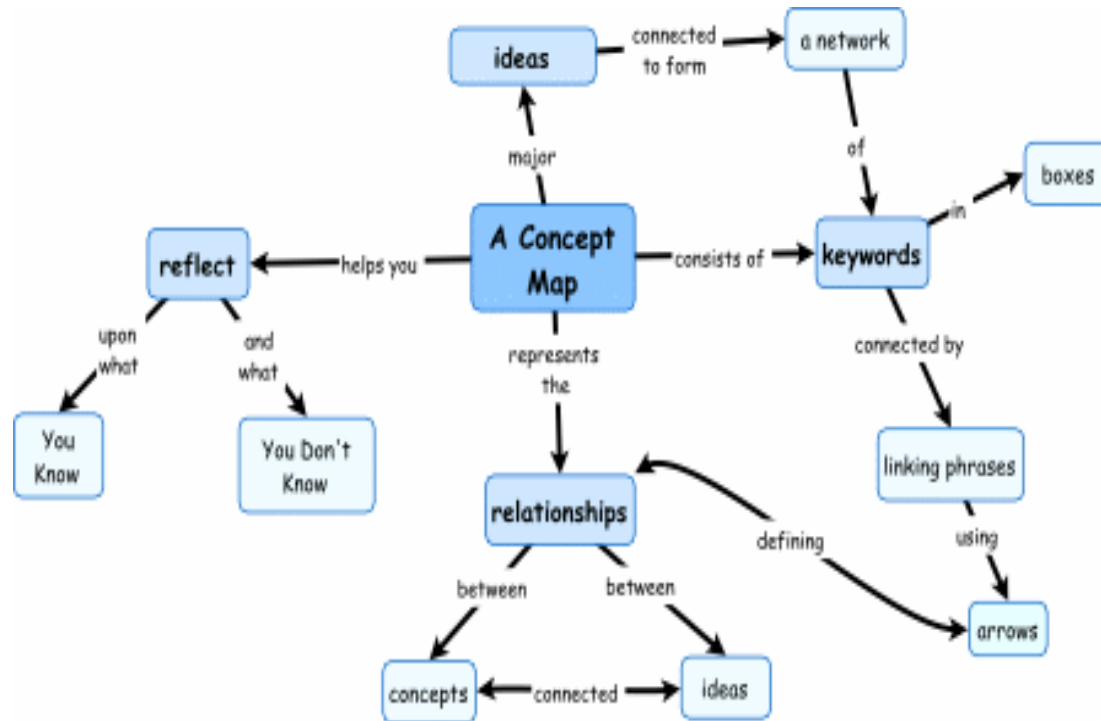 ideas
connected
to form
a network
major
of
boxes
in
A Concept
Map
consists of
keywords
helps you
reflect
upon
what
and
what
You
Know
You Don't
Know
represents
the
relationships
connected by
linking phrases
using
arrows
defining
between
between
concepts
connected
ideas